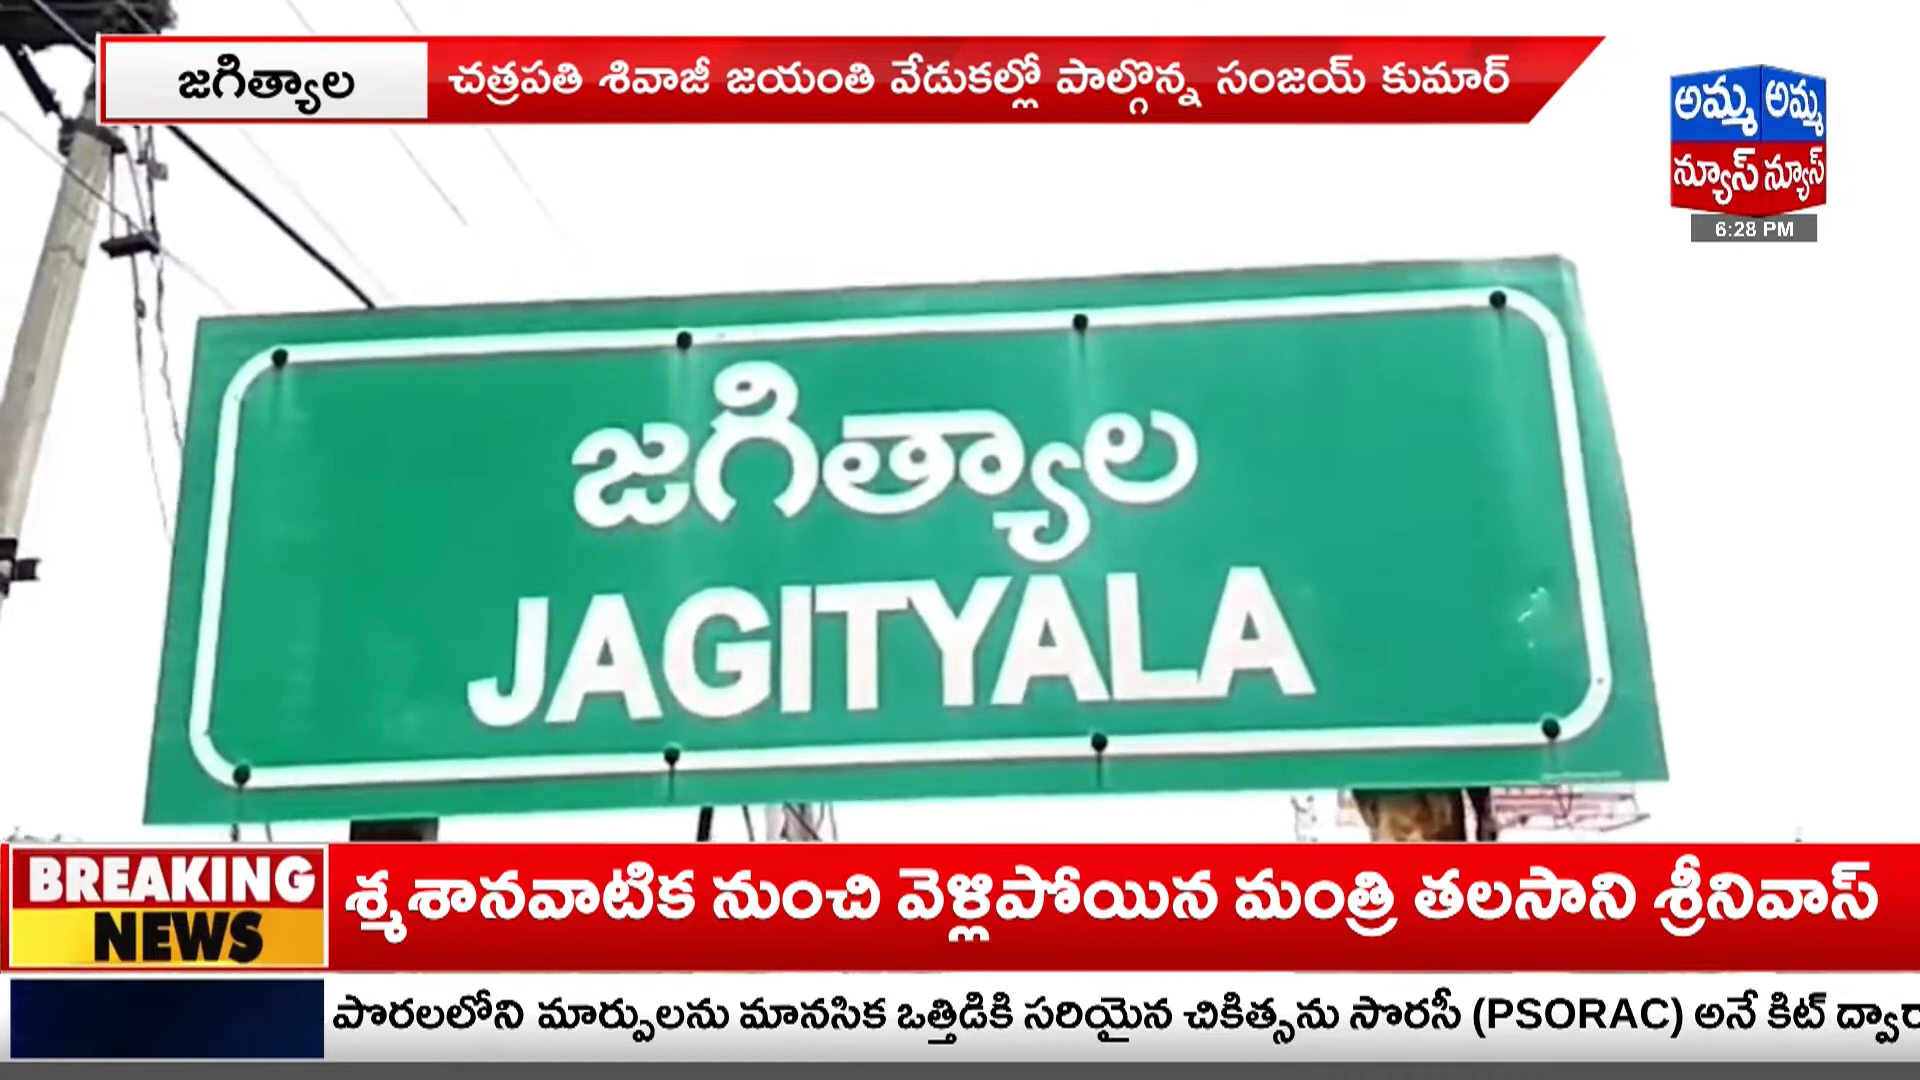 జగిత్యాల
చత్రపతి శివాజీ జయంతి వేడుకల్లో పాల్గొన్న సంజయ్ కుమార్
అమ్మ అమ్మ
న్యూస్ న్యూస్
6:28 PM
జగిత్యాల
JAGITYALA
BREAKING
NEWS
శ్మశానవాటిక నుంచి వెళ్లిపోయిన మంత్రి తలసాని శ్రీనివాస్
పొరలలోని మార్పులను మానసిక ఒత్తిడికి సరియైన చికిత్సను సొరసీ (PSORAC) అనే కిట్